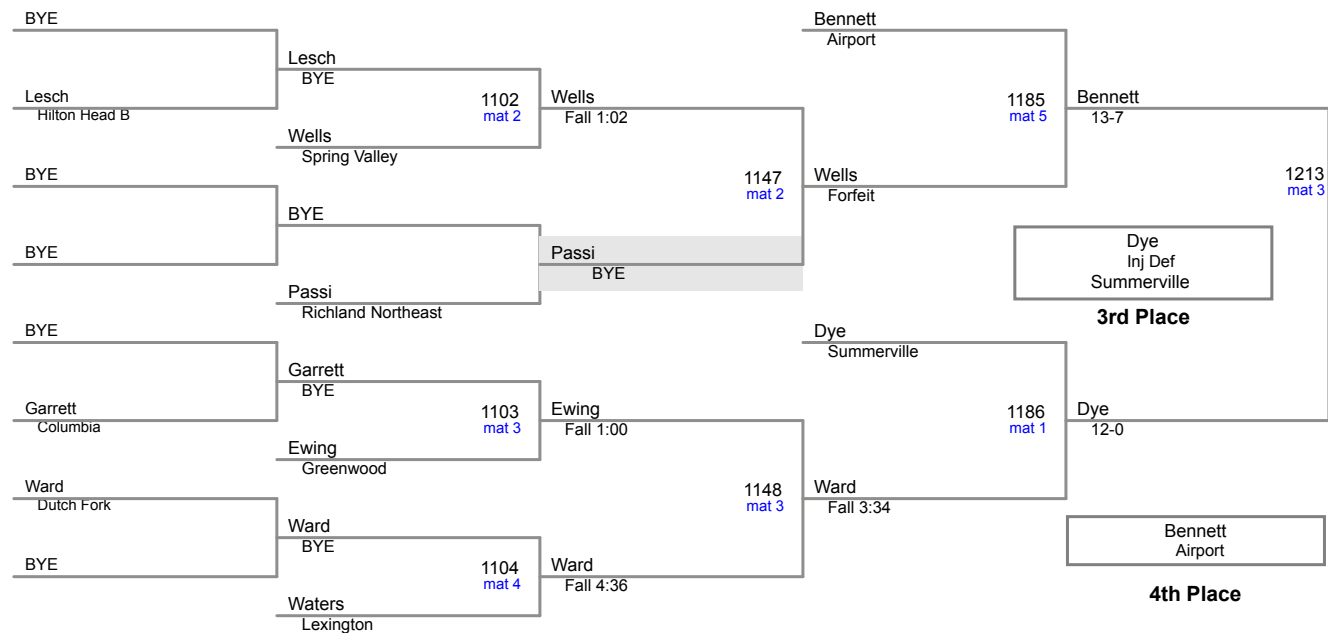 BYE
Lesch
Hilton Head B
BYE
BYE
BYE
Garrett
Columbia
Ward
Dutch Fork
BYE
Lesch
BYE
1102
mat 2
Wells
Spring Valley
BYE
Passi
Richland Northeast
Garrett
BYE
1103
mat 3
Ewing
Greenwood
Ward
BYE
1104
mat 4
Waters
Lexington
Wells
Fall 1:02
1147
mat 2
Passi
BYE
Ewing
Fall 1:00
1148
mat 3
Ward
Fall 4:36
Bennett
Airport
1185
mat 5
Wells
Forfeit
Dye
Summerville
1186
mat 1
Ward
Fall 3:34
Bennett
13-7
1213
mat 3
Dye
12-0
Dye
Inj Def
Summerville
3rd Place
Bennett
Airport
4th Place